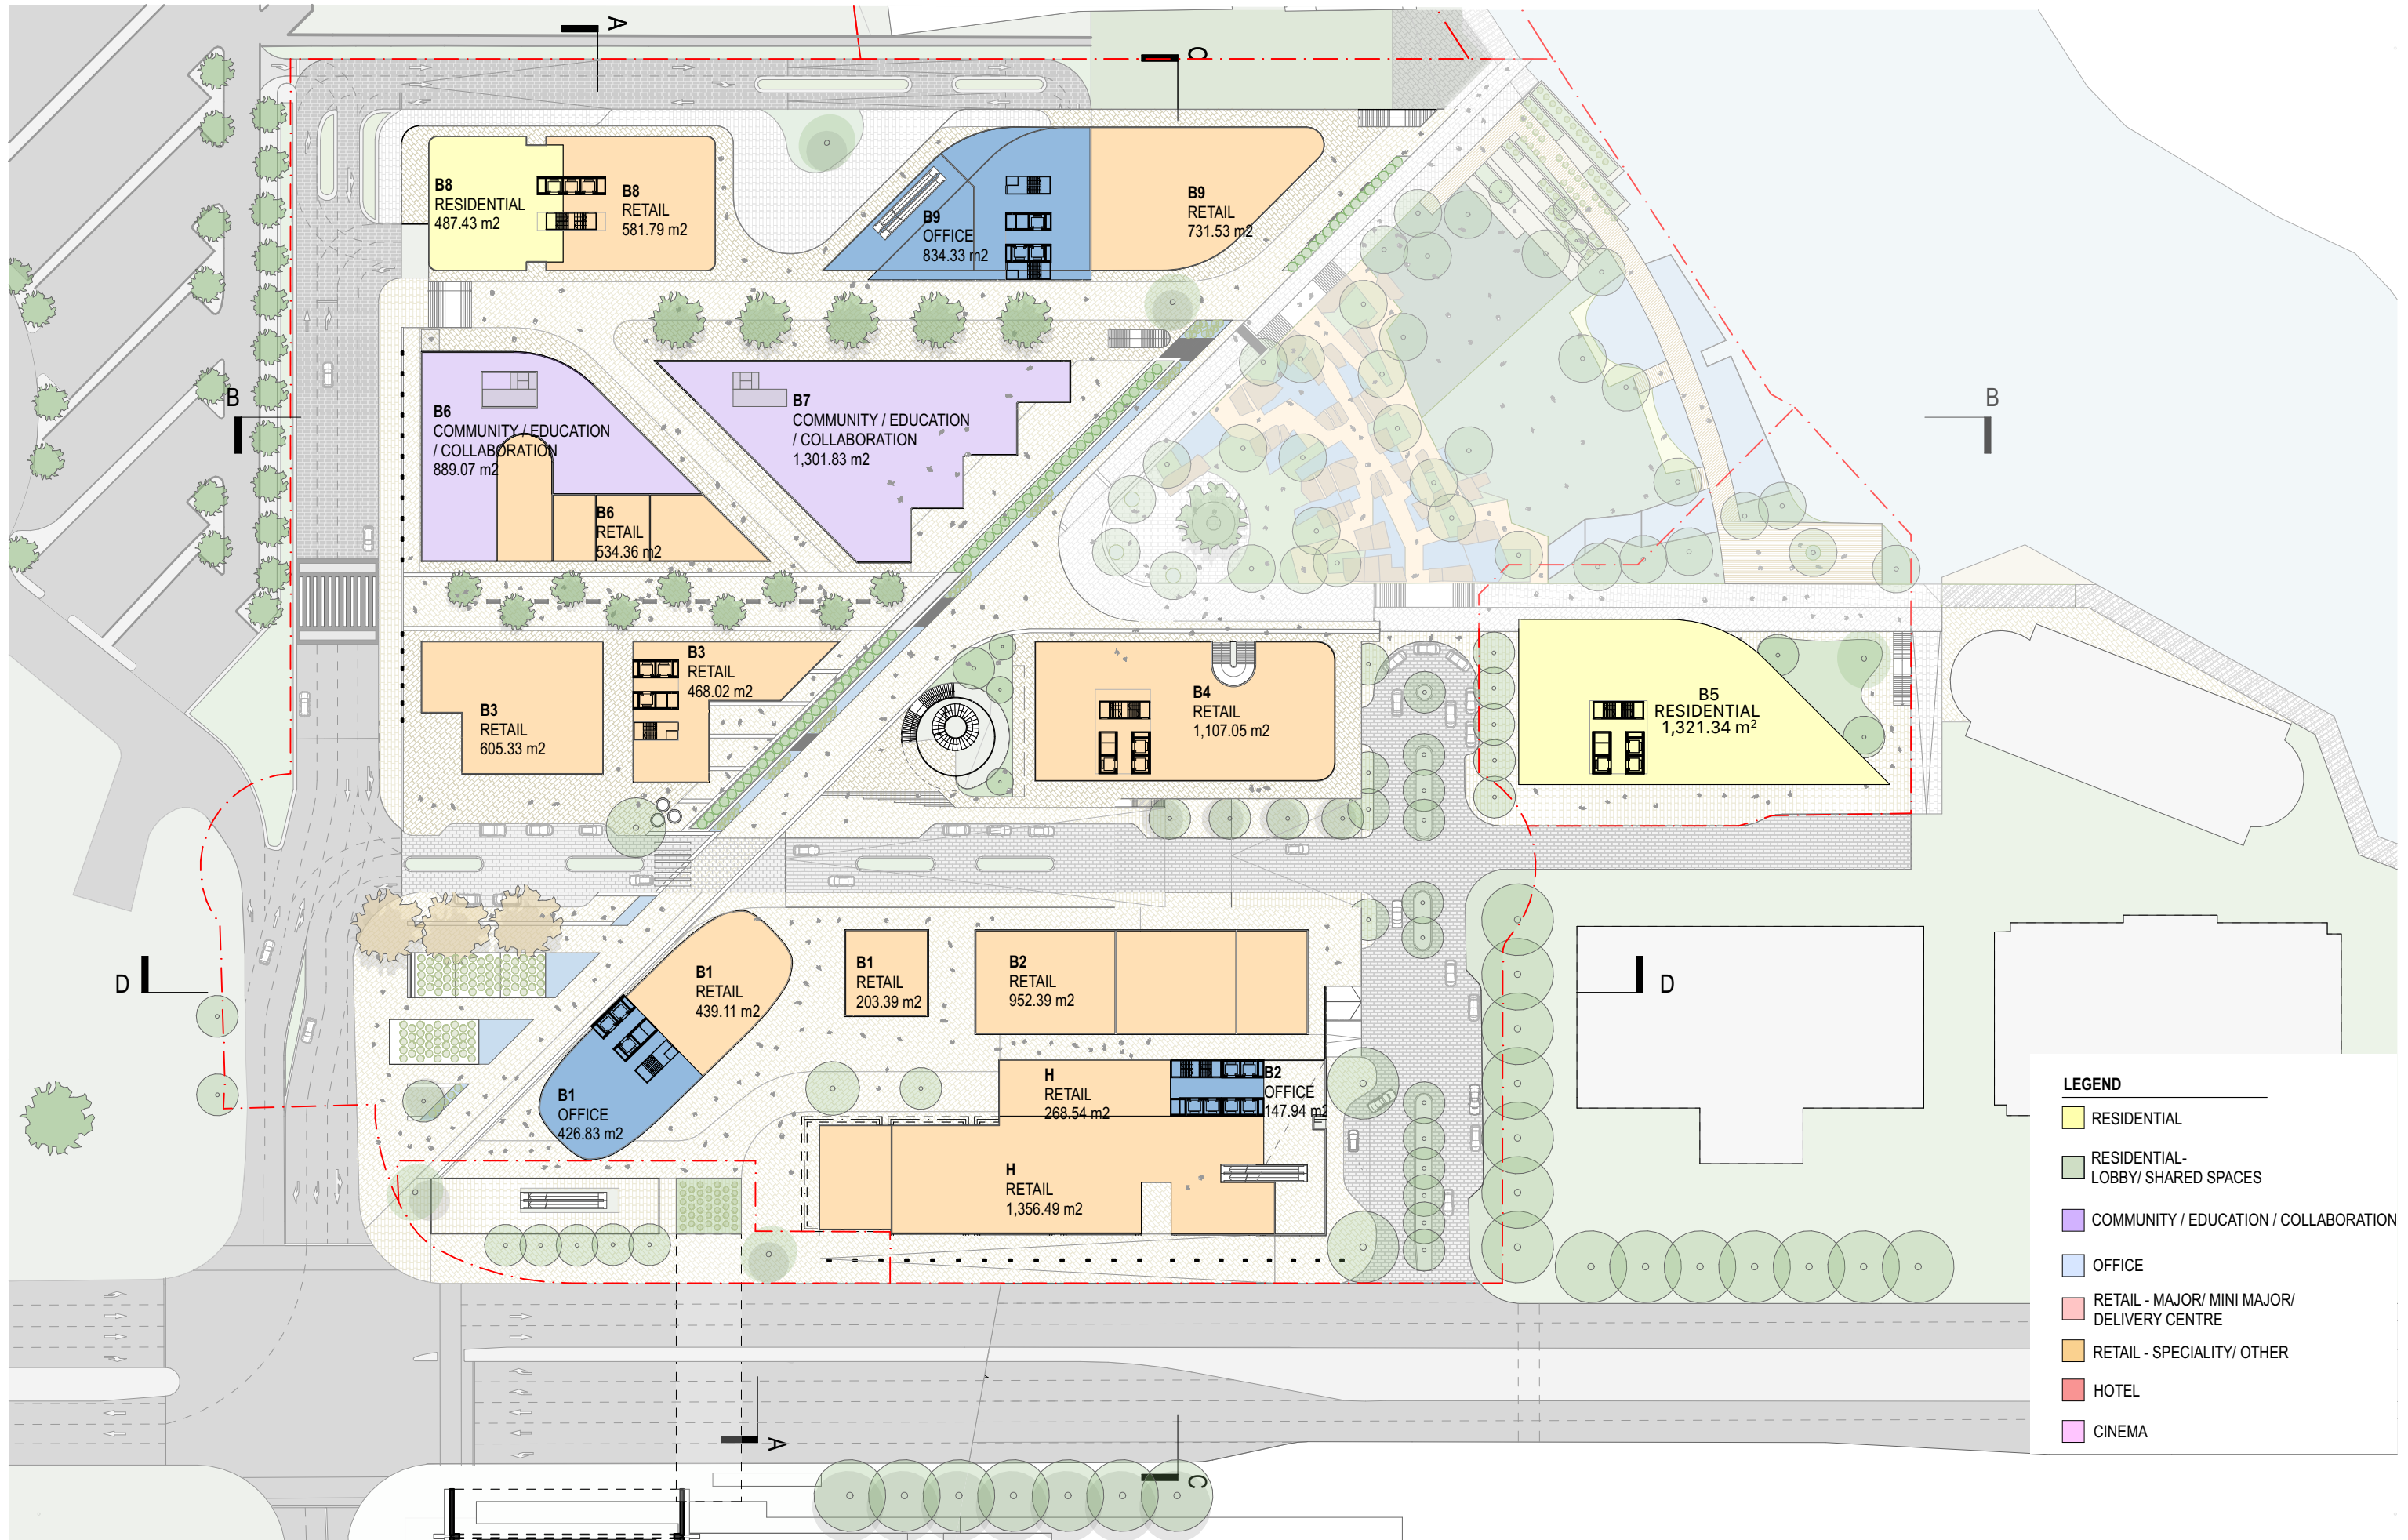 A
C
B8
RESIDENTIAL
487.43 m2
B8
RETAIL
581.79 m2
B9
OFFICE
834.33 m2
B9
RETAIL
731.53 m2
B
B
B6
COMMUNITY / EDUCATION
/ COLLABORATION
889.07 m2
B7
COMMUNITY / EDUCATION
/ COLLABORATION
1,301.83 m2
B6
RETAIL
534.36 m2
B3
RETAIL
468.02 m2
B3
RETAIL
605.33 m2
B4
RETAIL
1,107.05 m2
B5
RESIDENTIAL
1,321.34 m²
D
D
B1
RETAIL
439.11 m2
B1
RETAIL
203.39 m2
B2
RETAIL
952.39 m2
B1
OFFICE
426.83 m2
H
RETAIL
268.54 m2
B2
OFFICE
147.94 m2
H
RETAIL
1,356.49 m2
A
C
LEGEND
RESIDENTIAL
RESIDENTIAL-
LOBBY/ SHARED SPACES
COMMUNITY / EDUCATION / COLLABORATION
OFFICE
RETAIL - MAJOR/ MINI MAJOR/
DELIVERY CENTRE
RETAIL - SPECIALITY/ OTHER
HOTEL
CINEMA